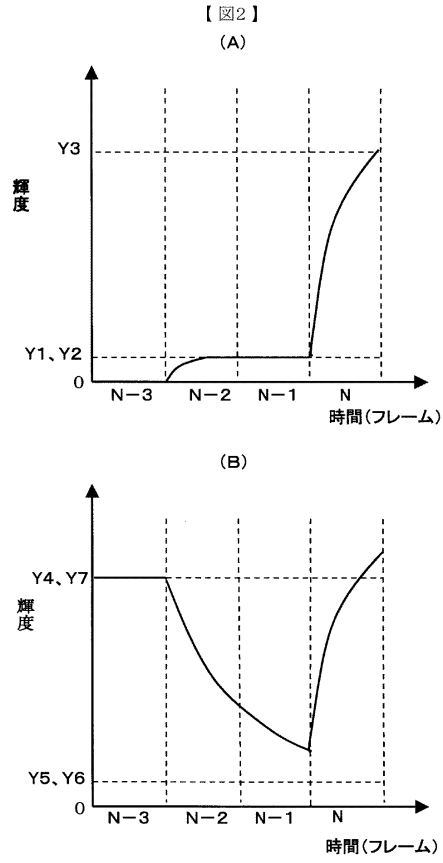 【 図2 】
(A)
Y3
輝度
Y1、Y2
0
N−3 N−2 N−1 N
時間(フレーム)
(B)
Y4、Y7
輝度
Y5、Y6
0
N−3 N−2 N−1 N
時間(フレーム)